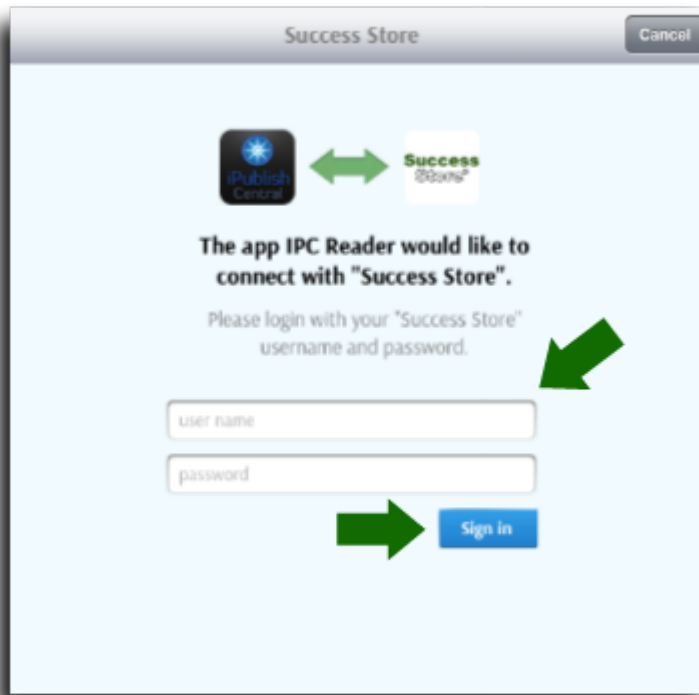 Success Store
Cancel
iPublish
Central
Success
Store
The app IPC Reader would like to
connect with "Success Store".
Please login with your "Success Store"
username and password.
user name
password
Sign in